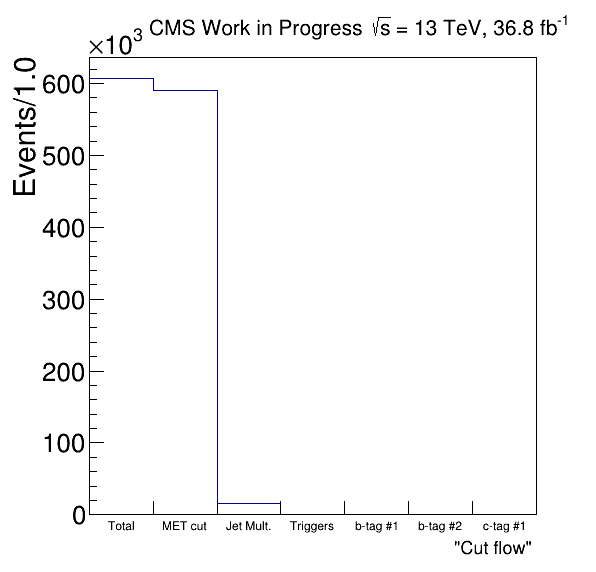 ×10³ CMS Work in Progress √s = 13 TeV, 36.8 fb⁻¹
Events/1.0
600
500
400
300
200
100
0
Total MET cut Jet Mult. Triggers b-tag #1 b-tag #2 c-tag #1
"Cut flow"